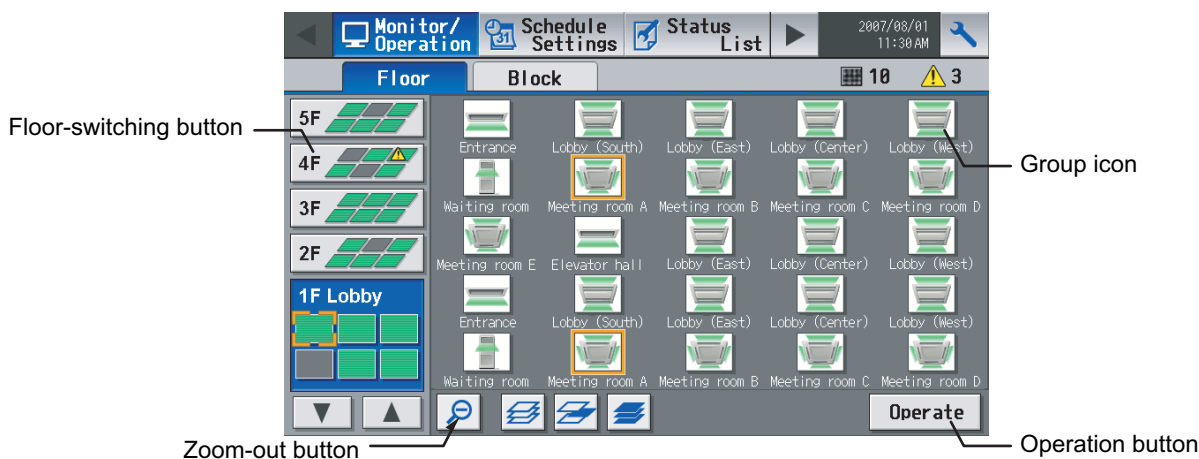 Monitor/
Operation
Schedule
Settings
Status
List
2007/08/01
11:30 AM
Floor
Block
10
3
5F
Entrance
Lobby (South)
Lobby (East)
Lobby (Center)
Lobby (West)
Floor-switching button
4F
Group icon
3F
Waiting room
Meeting room A
Meeting room B
Meeting room C
Meeting room D
2F
Meeting room E
Elevator hall
Lobby (East)
Lobby (Center)
Lobby (West)
1F Lobby
Entrance
Lobby (South)
Lobby (East)
Lobby (Center)
Lobby (West)
Waiting room
Meeting room A
Meeting room B
Meeting room C
Meeting room D
Operate
Zoom-out button
Operation button